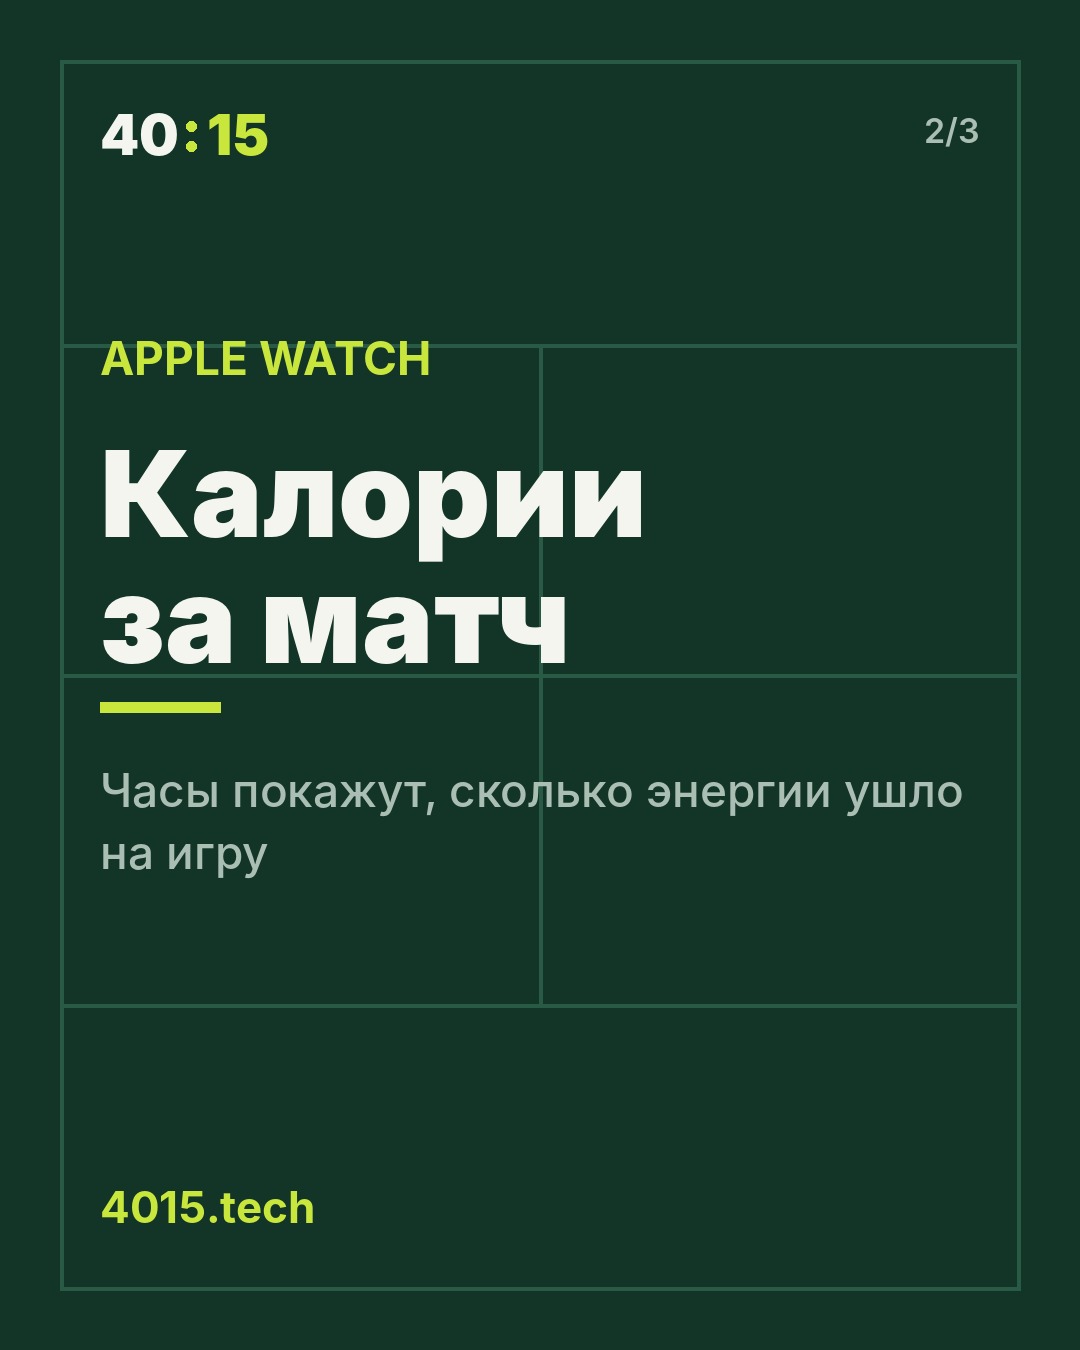 40:15
2/3
APPLE WATCH
Калории
за матч
Часы покажут, сколько энергии ушло
на игру
4015.tech